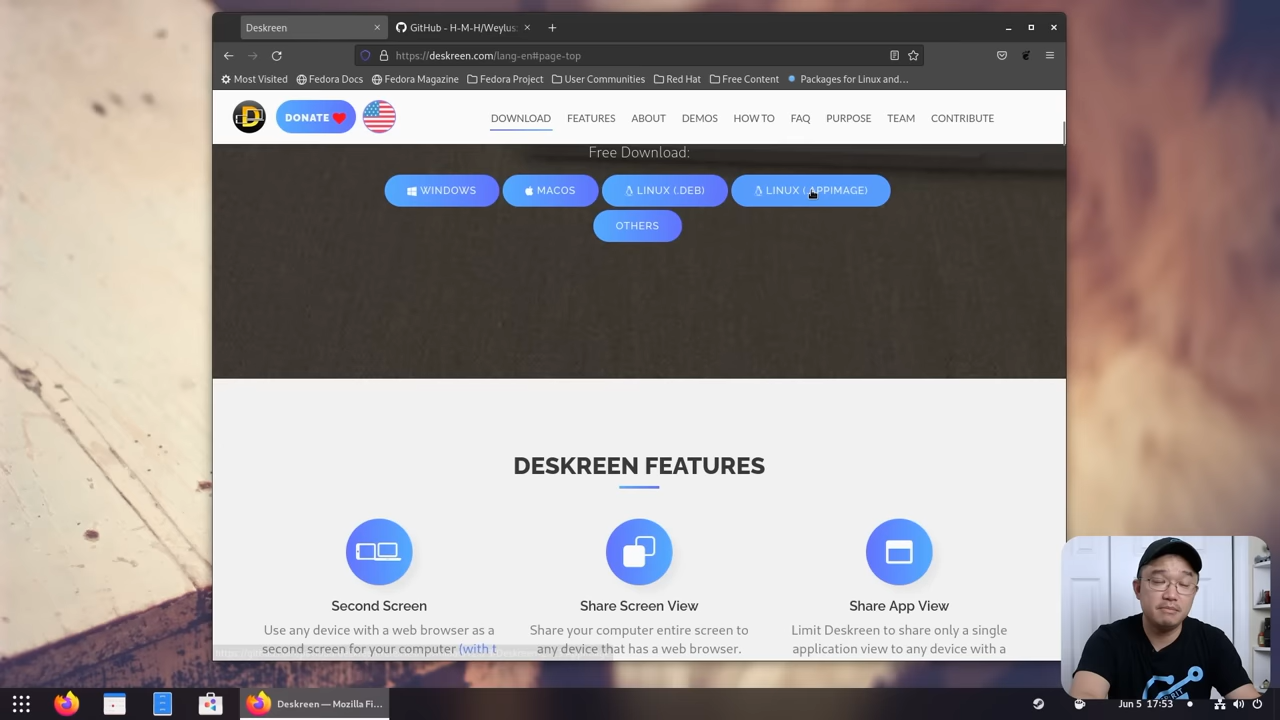 Deskreen
GitHub - H-M-H/Weylus:
https://deskreen.com/lang-en#page-top
Most Visited
Fedora Docs
Fedora Magazine
Fedora Project
User Communities
Red Hat
Free Content
Packages for Linux and…
D
DONATE
DOWNLOAD
FEATURES
ABOUT
DEMOS
HOW TO
FAQ
PURPOSE
TEAM
CONTRIBUTE
Free Download:
WINDOWS
MACOS
LINUX (.DEB)
LINUX (.APPIMAGE)
OTHERS
DESKREEN FEATURES
Second Screen
Use any device with a web browser as a
second screen for your computer (with t
Share Screen View
Share your computer entire screen to
any device that has a web browser.
Share App View
Limit Deskreen to share only a single
application view to any device with a
Deskreen — Mozilla Fi…
Jun 5 17:53